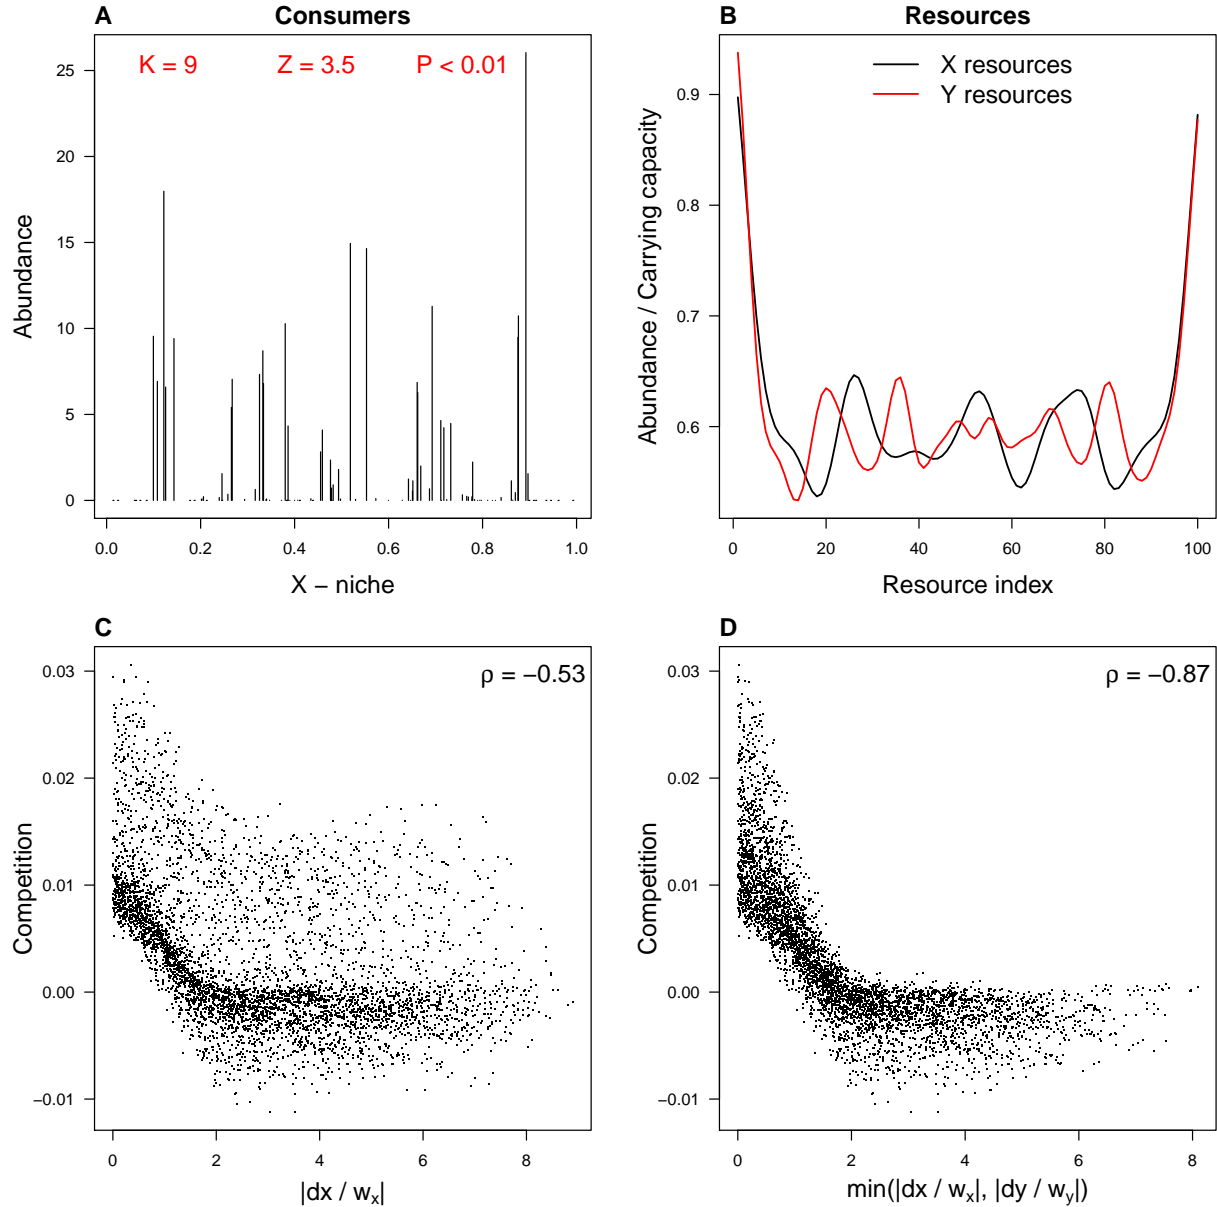 A
Consumers
K = 9 Z = 3.5 P < 0.01
25
20
15
10
5
0
Abundance
0.0 0.2 0.4 0.6 0.8 1.0
X − niche
B
Resources
X resources
Y resources
0.9
0.8
0.7
0.6
Abundance / Carrying capacity
0 20 40 60 80 100
Resource index
C
ρ = −0.53
0.03
0.02
0.01
0.00
−0.01
Competition
0 2 4 6 8
|dx / wₓ|
D
ρ = −0.87
0.03
0.02
0.01
0.00
−0.01
Competition
0 2 4 6 8
min(|dx / wₓ|, |dy / w_y|)